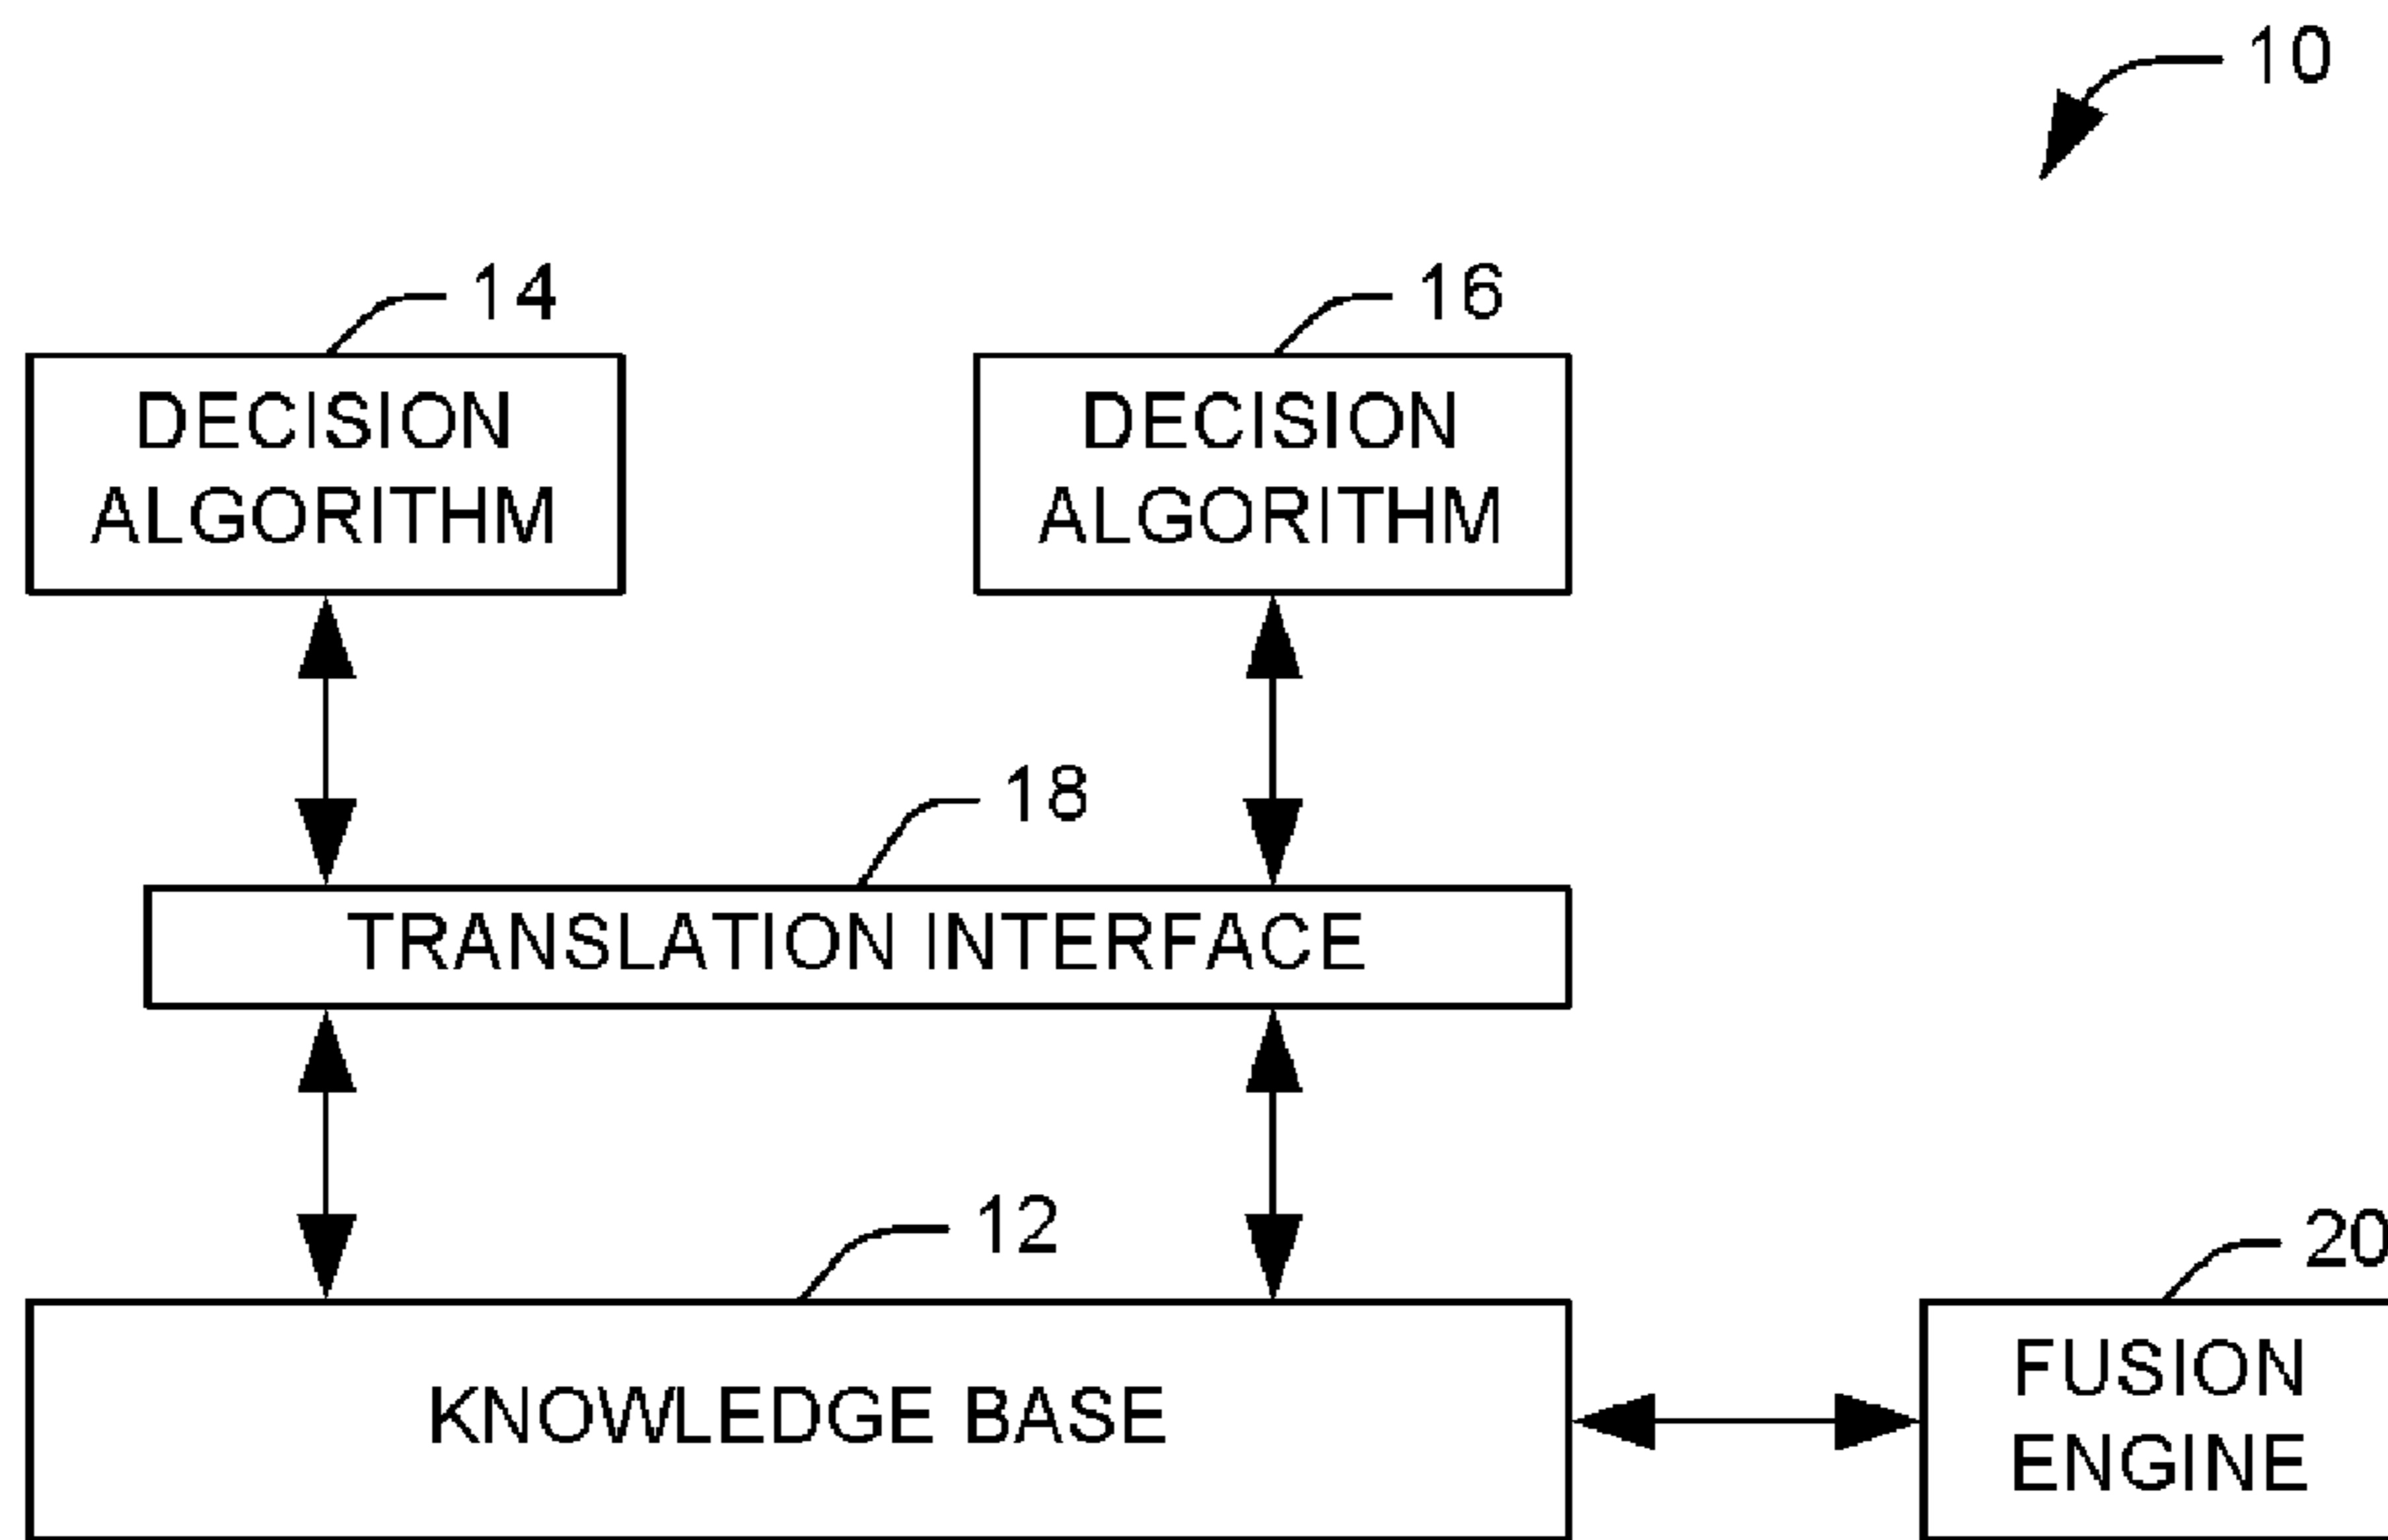 10
14
16
DECISION
ALGORITHM
DECISION
ALGORITHM
18
TRANSLATION INTERFACE
12
20
KNOWLEDGE BASE
FUSION
ENGINE